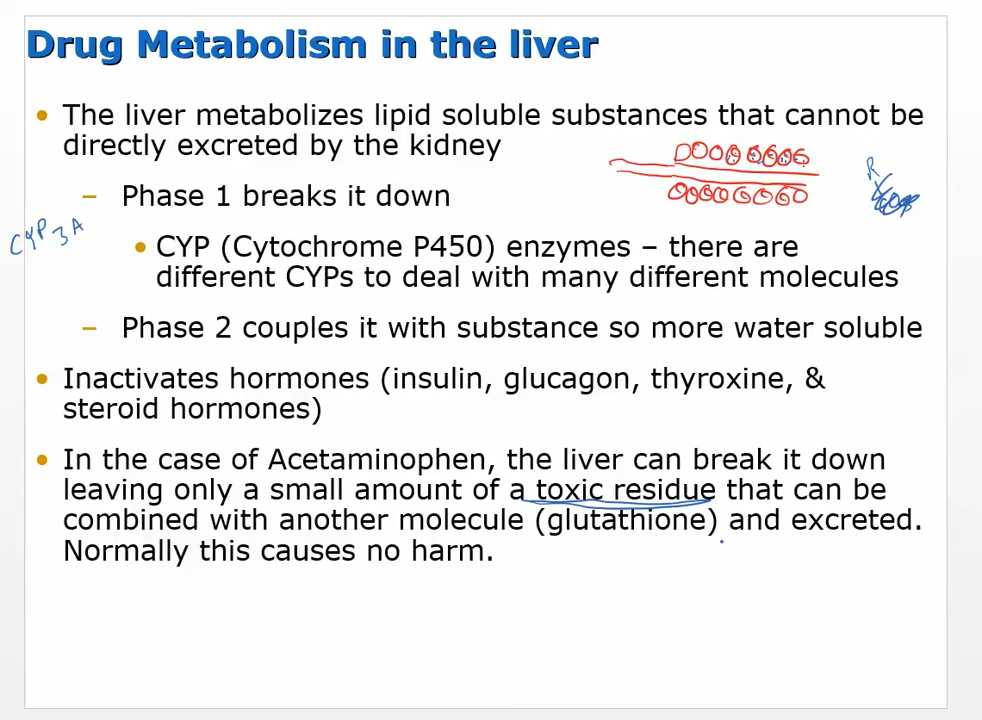 Drug Metabolism in the liver
• The liver metabolizes lipid soluble substances that cannot be
directly excreted by the kidney
– Phase 1 breaks it down
CYP 3A
• CYP (Cytochrome P450) enzymes – there are
different CYPs to deal with many different molecules
– Phase 2 couples it with substance so more water soluble
• Inactivates hormones (insulin, glucagon, thyroxine, &
steroid hormones)
• In the case of Acetaminophen, the liver can break it down
leaving only a small amount of a toxic residue that can be
combined with another molecule (glutathione) and excreted.
Normally this causes no harm.